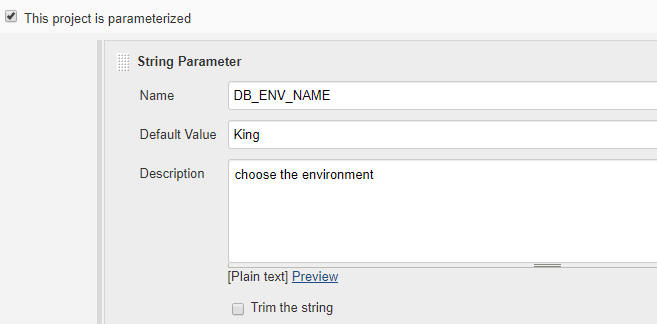 This project is parameterized
String Parameter
Name DB_ENV_NAME
Default Value King
Description choose the environment
[Plain text] Preview
Trim the string